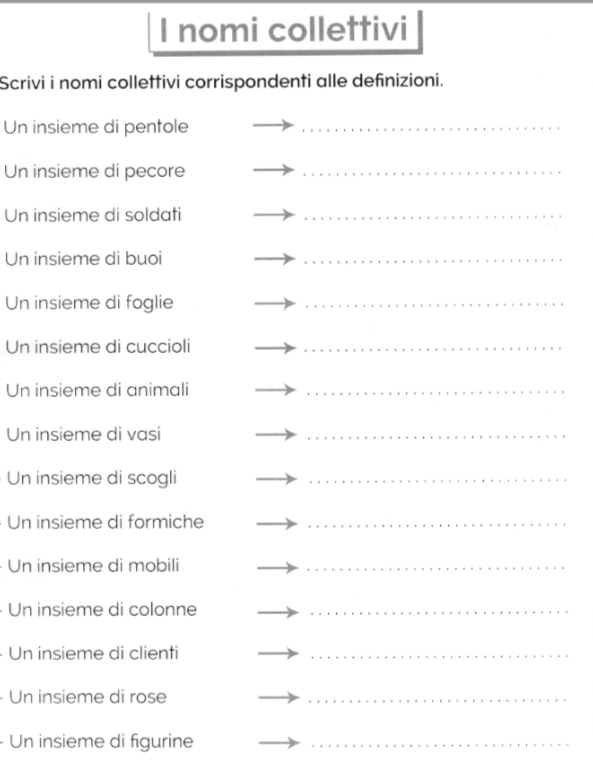 I nomi collettivi
Scrivi i nomi collettivi corrispondenti alle definizioni.
Un insieme di pentole
Un insieme di pecore
Un insieme di soldati
Un insieme di buoi
Un insieme di foglie
Un insieme di cuccioli
Un insieme di animali
Un insieme di vasi
- Un insieme di scogli
- Un insieme di formiche
- Un insieme di mobili
- Un insieme di colonne
- Un insieme di clienti
- Un insieme di rose
- Un insieme di figurine